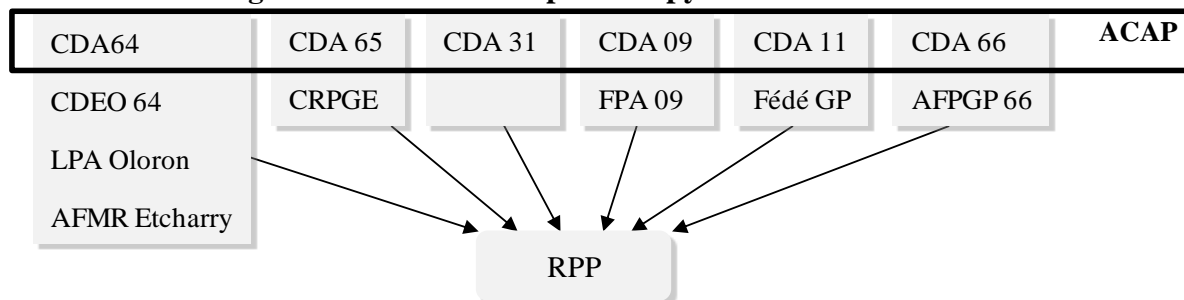 CDA64 CDA 65 CDA 31 CDA 09 CDA 11 CDA 66 ACAP
CDEO 64 CRPGE FPA 09 Fédé GP AFPGP 66
LPA Oloron
AFMR Etcharry
RPP